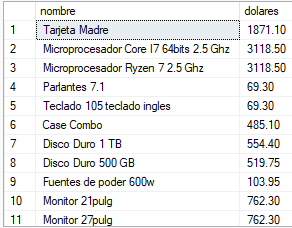 nombre dolares
1 Tarjeta Madre 1871.10
2 Microprocesador Core I7 64bits 2.5 Ghz 3118.50
3 Microprocesador Ryzen 7 2.5 Ghz 3118.50
4 Parlantes 7.1 69.30
5 Teclado 105 teclado ingles 69.30
6 Case Combo 485.10
7 Disco Duro 1 TB 554.40
8 Disco Duro 500 GB 519.75
9 Fuentes de poder 600w 103.95
10 Monitor 21pulg 762.30
11 Monitor 27pulg 762.30